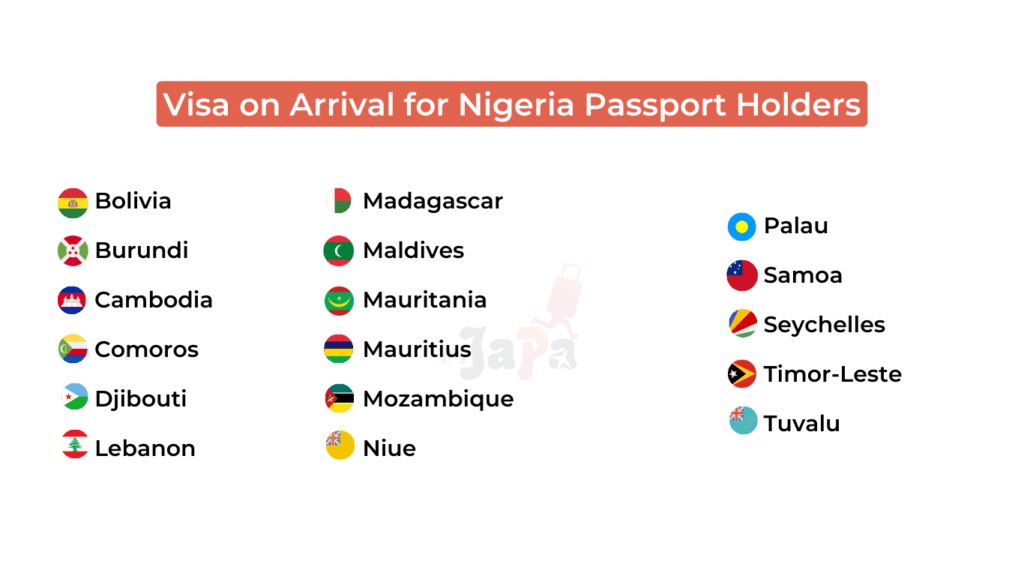 Visa on Arrival for Nigeria Passport Holders
Bolivia
Burundi
Cambodia
Comoros
Djibouti
Lebanon
Madagascar
Maldives
Mauritania
Mauritius
Mozambique
Niue
Palau
Samoa
Seychelles
Timor-Leste
Tuvalu
JaPa